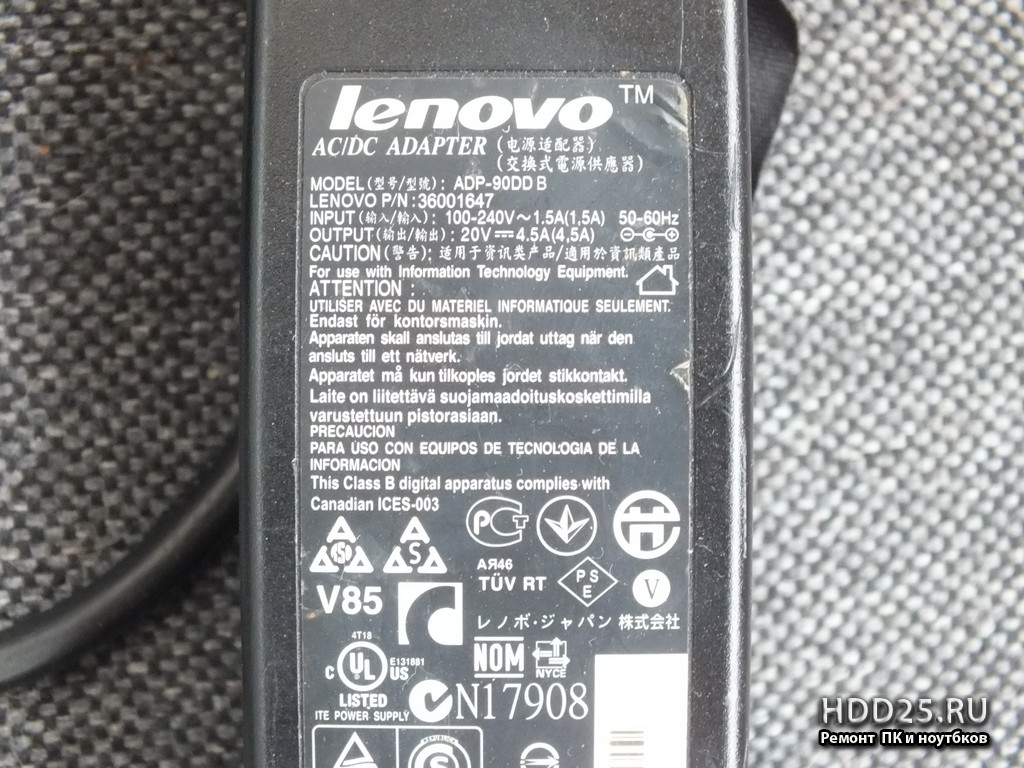 lenovo™
AC/DC ADAPTER (电源适配器)
(交換式電源供應器)
MODEL(型号/型號): ADP-90DD B
LENOVO P/N:36001647
INPUT(输入/輸入): 100-240V～1.5A(1,5A) 50-60Hz
OUTPUT(输出/輸出): 20V⎓4.5A(4,5A)
CAUTION(警告): 适用于资讯类产品/適用於資訊類產品
For use with Information Technology Equipment.
ATTENTION :
UTILISER AVEC DU MATERIEL INFORMATIQUE SEULEMENT.
Endast för kontorsmaskin.
Apparaten skall anslutas till jordat uttag när den
ansluts till ett nätverk.
Apparatet må kun tilkoples jordet stikkontakt.
Laite on liitettävä suojamaadoituskoskettimilla
varustettuun pistorasiaan.
PRECAUCION
PARA USO CON EQUIPOS DE TECNOLOGIA DE LA
INFORMACION
This Class B digital apparatus complies with
Canadian ICES-003
РСТ
АЯ46
S
TÜV RT
PS
E
V
V85
レノボ・ジャパン 株式会社
4T18
c UL US
E131881
LISTED
ITE POWER SUPPLY
NOM
NYCE
N17908
S
HDD25.RU
Ремонт ПК и ноутбков